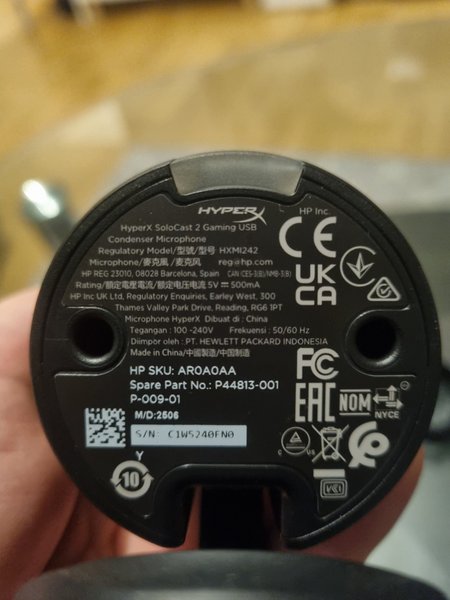 HYPERX
HP Inc.
HyperX SoloCast 2 Gaming USB
Condenser Microphone
Regulatory Model/型號/型号: HXMI242
Microphone/麥克風/麦克风 reg@hp.com
HP REG 23010, 08028 Barcelona, Spain CAN ICES-3(B)/NMB-3(B)
Rating/額定電壓電流/额定电压电流: 5V ⎓ 500mA
HP Inc UK Ltd, Regulatory Enquiries, Earley West, 300
Thames Valley Park Drive, Reading, RG6 1PT
Microphone HyperX Dibuat di : China
Tegangan : 100 -240V Frekuensi : 50/60 Hz
Diimpor oleh : PT. HEWLETT PACKARD INDONESIA
Made in China/中國製造/中国制造
HP SKU: AR0A0AA
Spare Part No.: P44813-001
P-009-01
M/D:2506
S/N: C1W5240FN0
Y
10
CE
UK
CA
FC
EAC
NOM
NYCE
C US
VCI